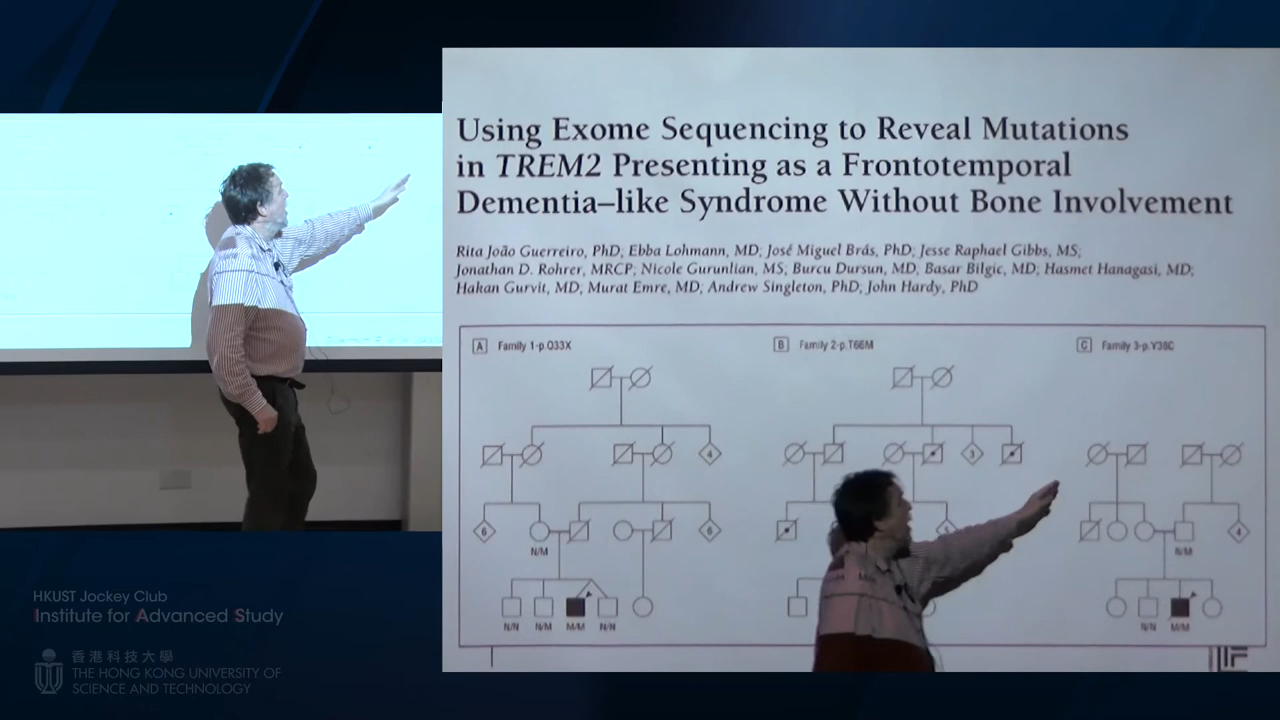 Using Exome Sequencing to Reveal Mutations
in TREM2 Presenting as a Frontotemporal
Dementia–like Syndrome Without Bone Involvement
Rita João Guerreiro, PhD; Ebba Lohmann, MD; José Miguel Brás, PhD; Jesse Raphael Gibbs, MS;
Jonathan D. Rohrer, MRCP; Nicole Gurunlian, MS; Burcu Dursun, MD, Basar Bilgic, MD; Hasmet Hanagasi, MD;
Hakan Gurvit, MD; Murat Emre, MD; Andrew Singleton, PhD; John Hardy, PhD
A Family 1-p.Q33X
B Family 2-p.T66M
C Family 3-p.Y38C
4
3
6
6
4
N/M
N/M
N/N N/M M/M N/N
N/N M/M
HKUST Jockey Club
Institute for Advanced Study
香港科技大學
THE HONG KONG UNIVERSITY OF
SCIENCE AND TECHNOLOGY